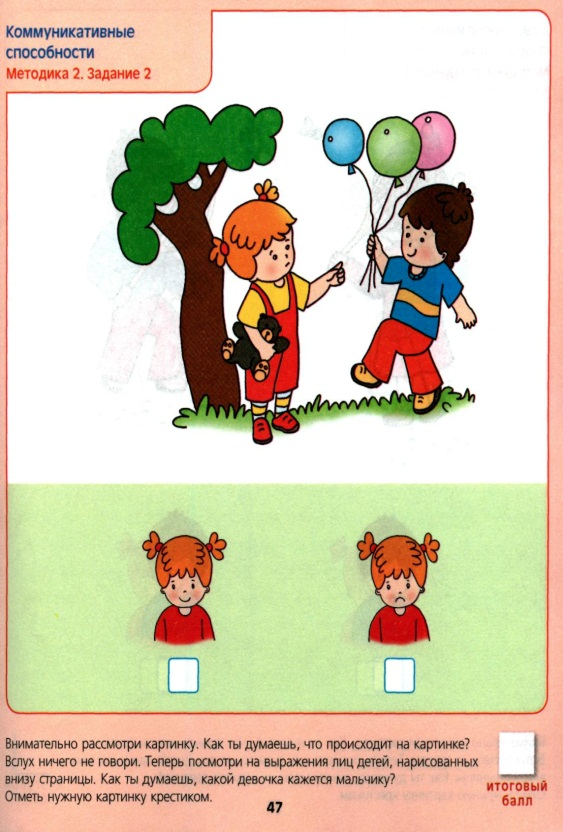 Коммуникативные
способности
Методика 2. Задание 2
Внимательно рассмотри картинку. Как ты думаешь, что происходит на картинке?
Вслух ничего не говори. Теперь посмотри на выражения лиц детей, нарисованных
внизу страницы. Как ты думаешь, какой девочка кажется мальчику?
Отметь нужную картинку крестиком.
итоговый
балл
47